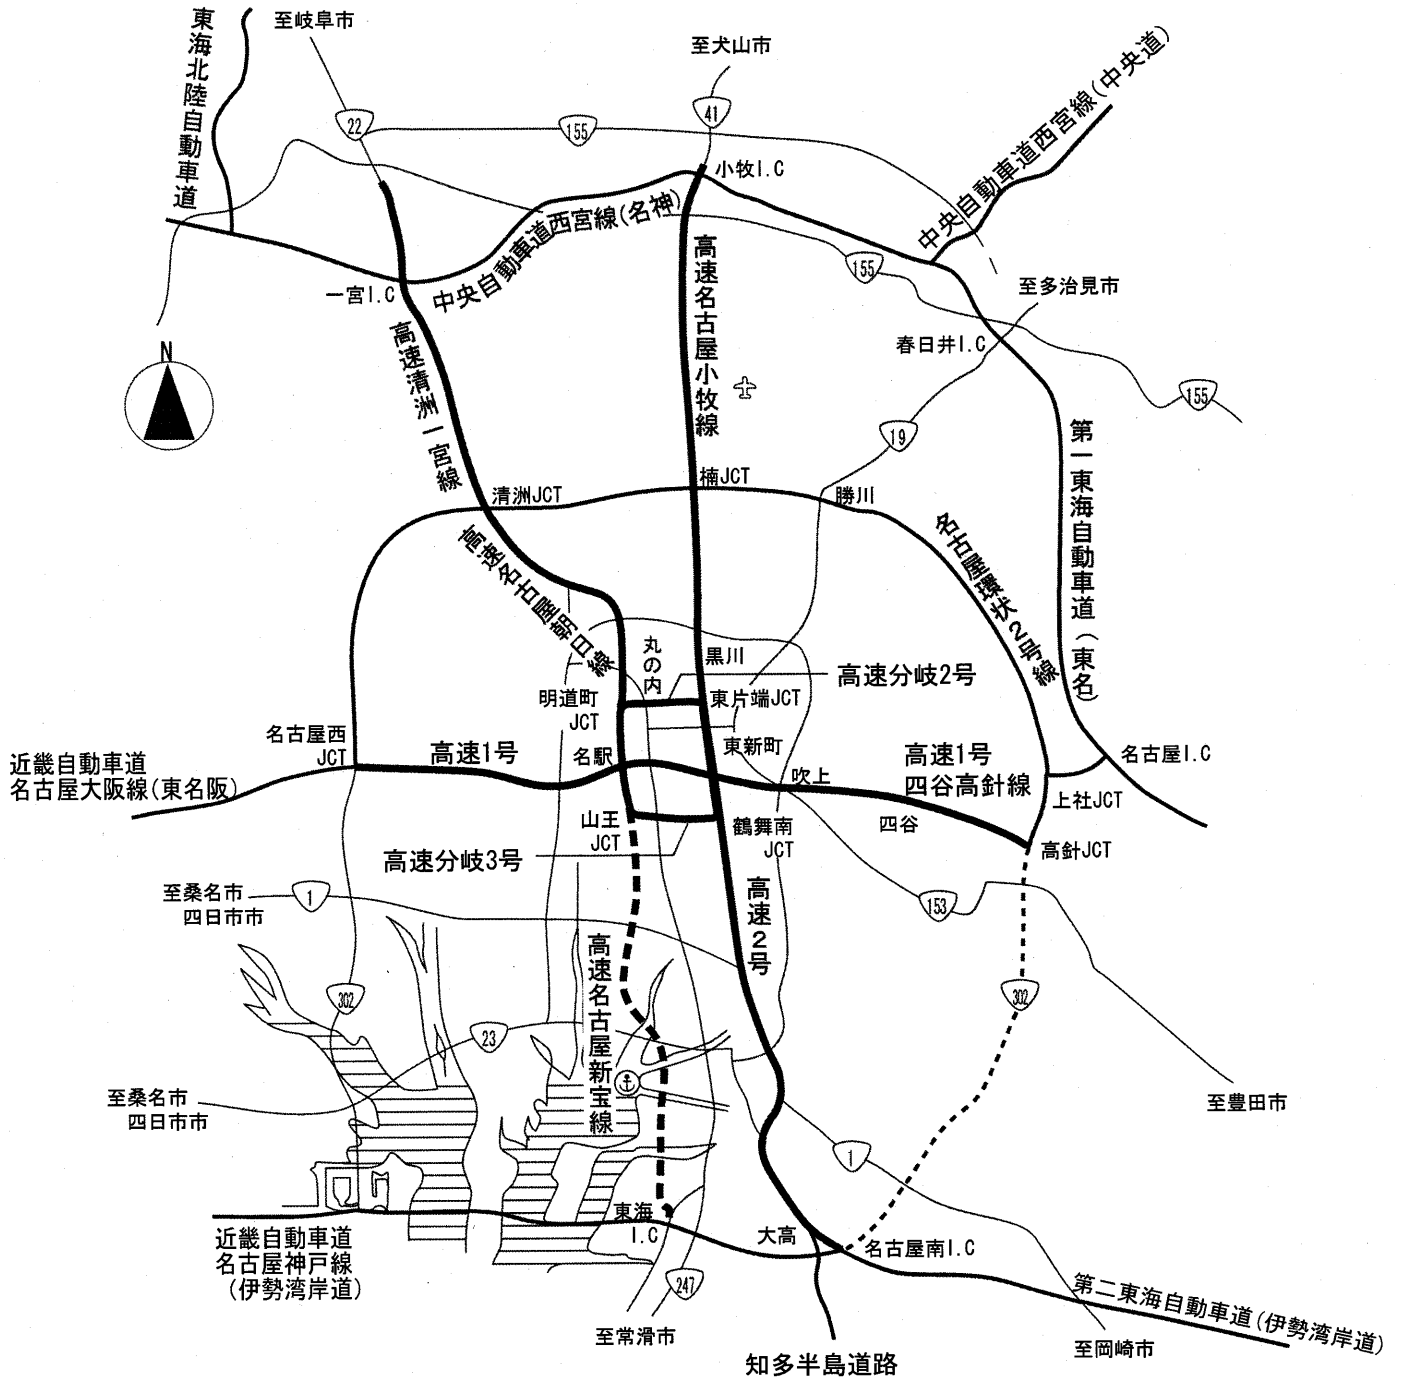 東海北陸自動車道
至岐阜市
至犬山市
中央自動車道西宮線(中央道)
22
155
41
小牧I.C
中央自動車道西宮線(名神)
一宮I.C
155
至多治見市
春日井I.C
155
N
高速清洲一宮線
高速名古屋小牧線
19
第一東海自動車道(東名)
清洲JCT
楠JCT
勝川
名古屋環状2号線
高速名古屋朝日線
丸の内
黒川
高速分岐2号
明道町
JCT
東片端JCT
名古屋西
JCT
高速1号
名駅
東新町
高速1号
四谷高針線
名古屋I.C
近畿自動車道
名古屋大阪線(東名阪)
吹上
上社JCT
山王
JCT
鶴舞南
JCT
四谷
高針JCT
高速分岐3号
至桑名市
四日市市
1
高速2号
153
高速名古屋新宝線
302
302
23
至桑名市
四日市市
至豊田市
1
東海
I.C
大高
名古屋南I.C
近畿自動車道
名古屋神戸線
(伊勢湾岸道)
247
第二東海自動車道(伊勢湾岸道)
至常滑市
至岡崎市
知多半島道路